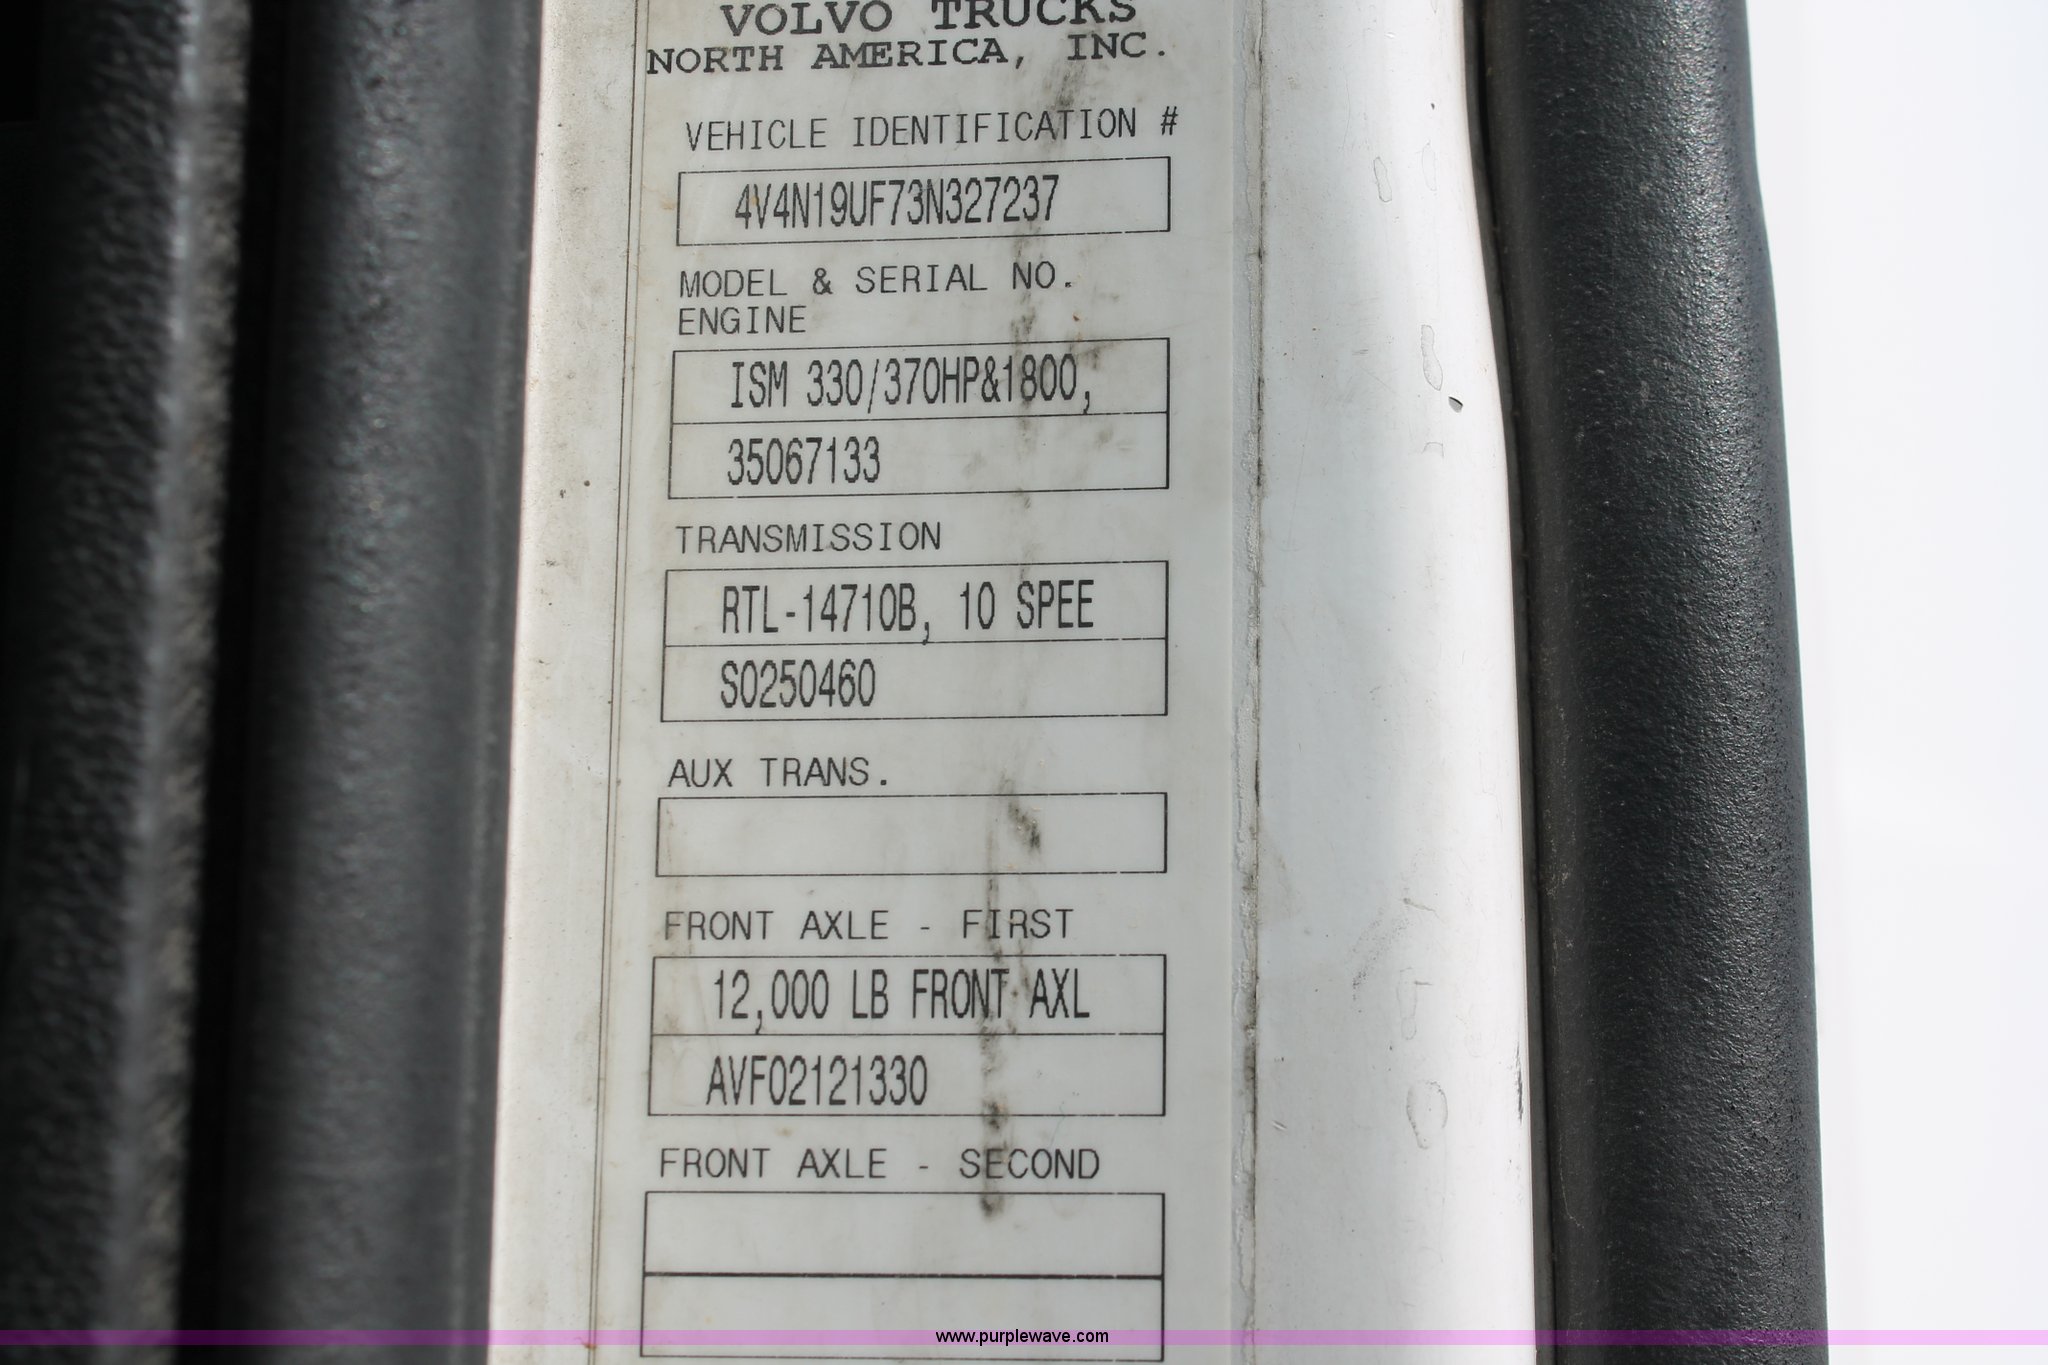 VOLVO TRUCKS
NORTH AMERICA, INC.
VEHICLE IDENTIFICATION #
4V4N19UF73N327237
MODEL & SERIAL NO.
ENGINE
ISM 330/370HP&1800,
35067133
TRANSMISSION
RTL-14710B, 10 SPEE
S0250460
AUX TRANS.
FRONT AXLE - FIRST
12,000 LB FRONT AXL
AVF02121330
FRONT AXLE - SECOND
www.purplewave.com